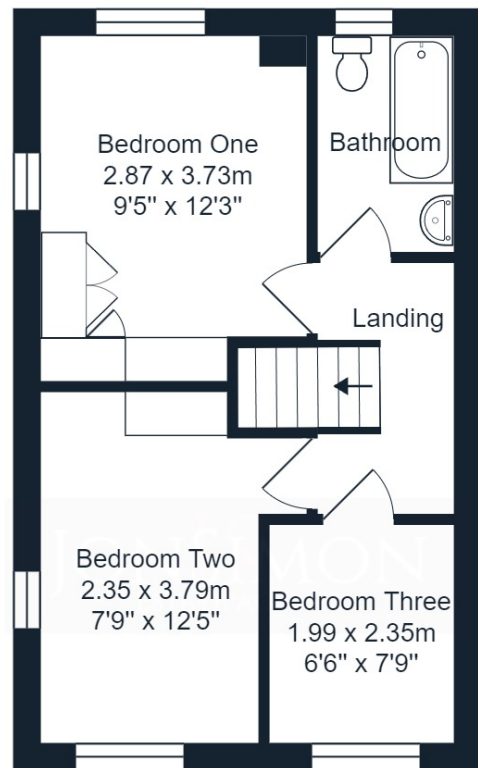 Bedroom One
2.87 x 3.73m
9'5" x 12'3"
Bathroom
Landing
JonSimon
Bedroom Two
2.35 x 3.79m
7'9" x 12'5"
Bedroom Three
1.99 x 2.35m
6'6" x 7'9"